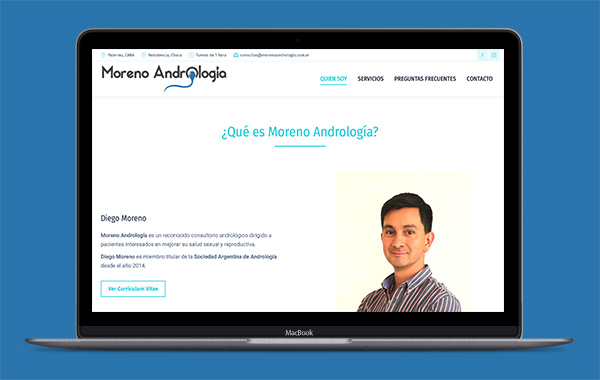 Palermo, CABA Resistencia, Chaco Turnos de 1 hora consultas@morenoandrologia.com.ar
Moreno Andrología
QUIEN SOY SERVICIOS PREGUNTAS FRECUENTES CONTACTO
¿Qué es Moreno Andrología?
Diego Moreno
Moreno Andrología es un reconocido consultorio andrológico dirigido a
pacientes interesados en mejorar su salud sexual y reproductiva.
Diego Moreno es miembro titular de la Sociedad Argentina de Andrología
desde el año 2014.
Ver Curriculum Vitae
MacBook